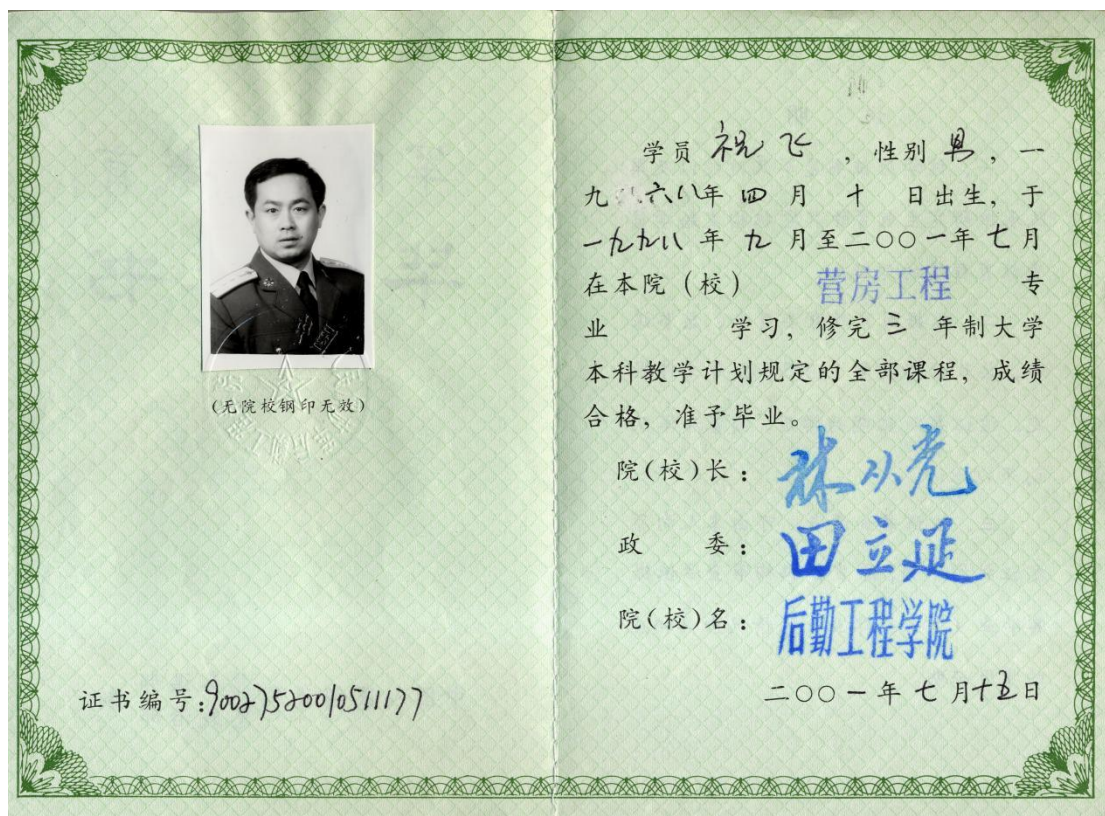 (无院校钢印无效)
证书编号:90027520010511177
学员 祝飞 ,性别 男 ,一
九六八年 四 月 十 日出生,于
一九九八 年 九 月至二〇〇一年 七 月
在本院(校) 营房工程 专
业 学习,修完 三 年制大学
本科教学计划规定的全部课程,成绩
合格,准予毕业。
院(校)长: 林从党
政 委: 田立延
院(校)名: 后勤工程学院
二〇〇一年 七 月十五日